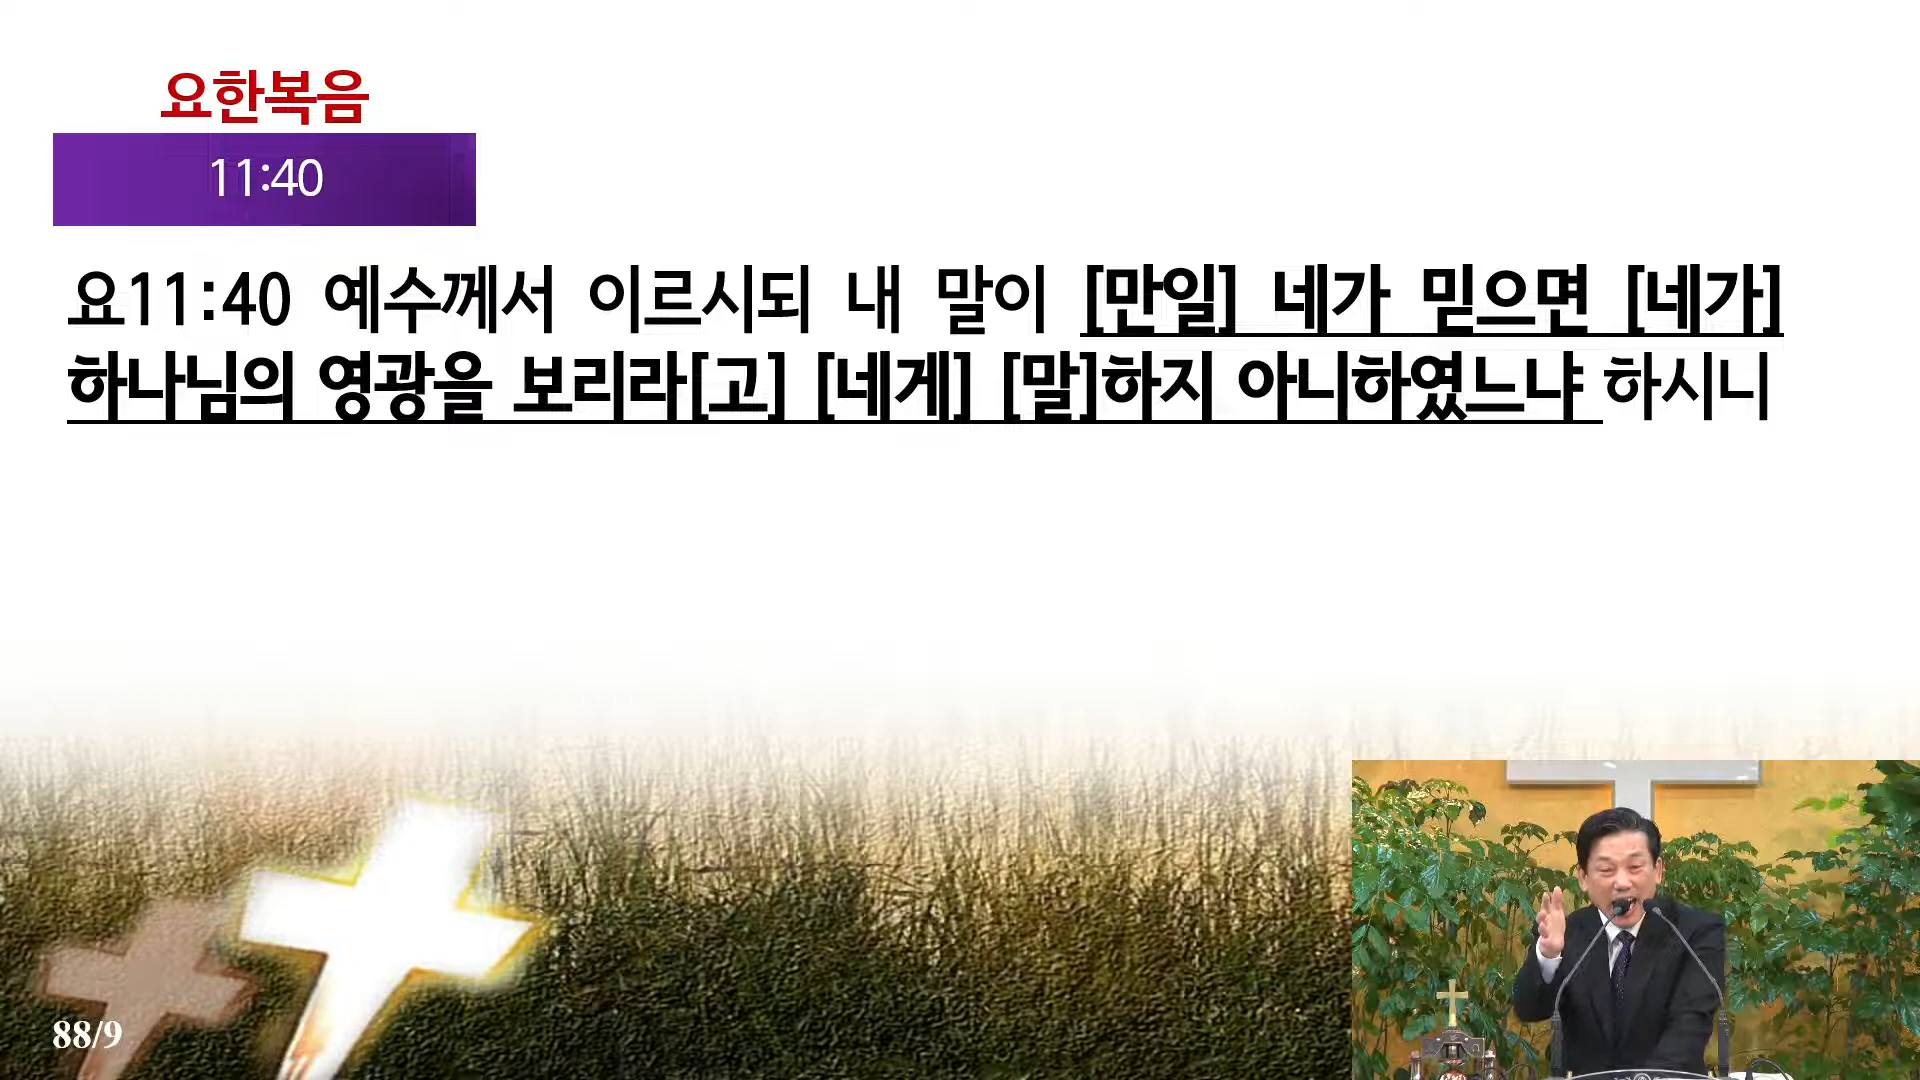 요한복음
11:40
요11:40 예수께서 이르시되 내 말이 [만일] 네가 믿으면 [네가]
하나님의 영광을 보리라[고] [네게] [말]하지 아니하였느냐 하시니
88/9